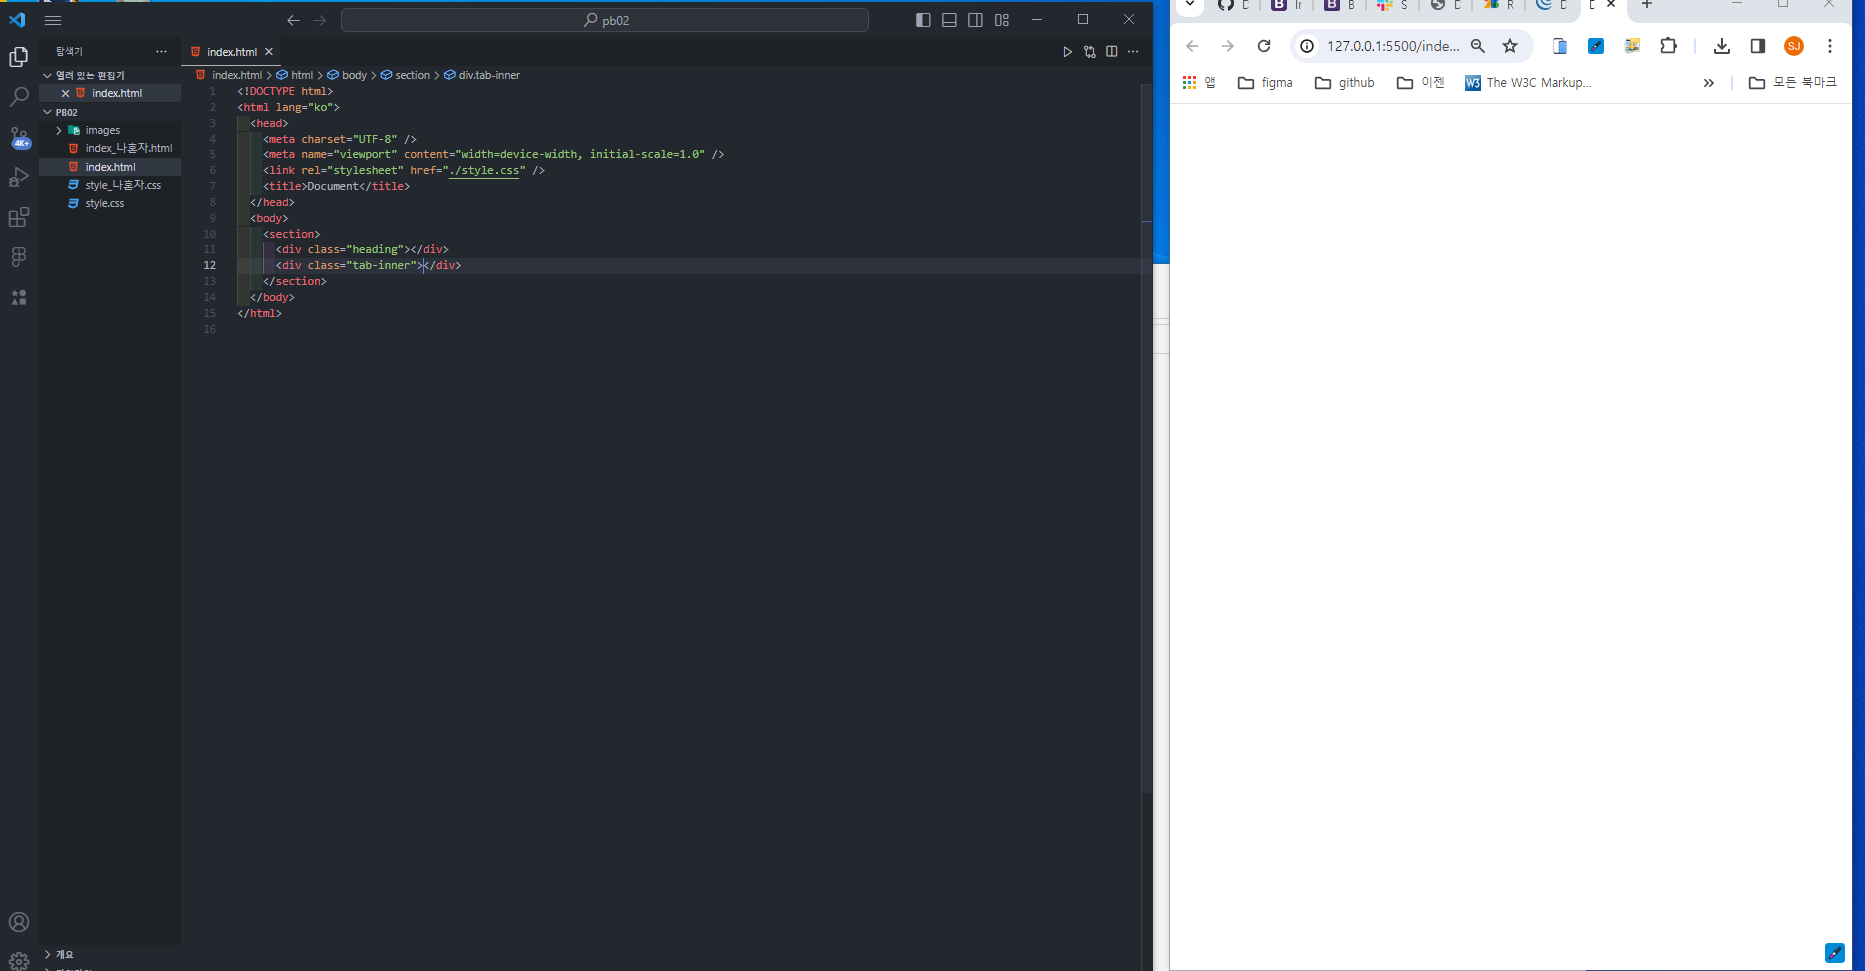 pb02
탐색기
index.html
열려 있는 편집기
index.html
PB02
images
index_나혼자.html
index.html
style_나혼자.css
style.css
4K+
개요
index.html > html > body > section > div.tab-inner
1 <!DOCTYPE html>
2 <html lang="ko">
3 <head>
4 <meta charset="UTF-8" />
5 <meta name="viewport" content="width=device-width, initial-scale=1.0" />
6 <link rel="stylesheet" href="./style.css" />
7 <title>Document</title>
8 </head>
9 <body>
10 <section>
11 <div class="heading"></div>
12 <div class="tab-inner"></div>
13 </section>
14 </body>
15 </html>
16
127.0.0.1:5500/inde...
SJ
앱 figma github 이젠 W3 The W3C Markup... » 모든 북마크